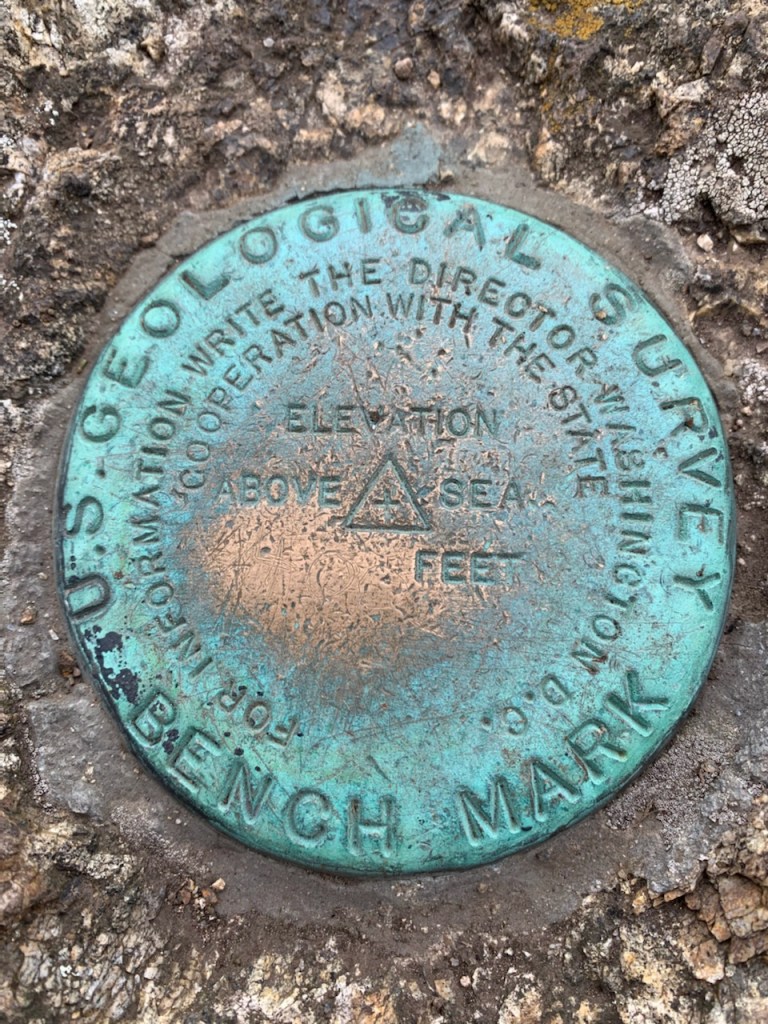 U.S. GEOLOGICAL SURVEY
FOR INFORMATION WRITE THE DIRECTOR WASHINGTON D.C.
COOPERATION WITH THE STATE
ELEVATION
ABOVE SEA
FEET
BENCH MARK